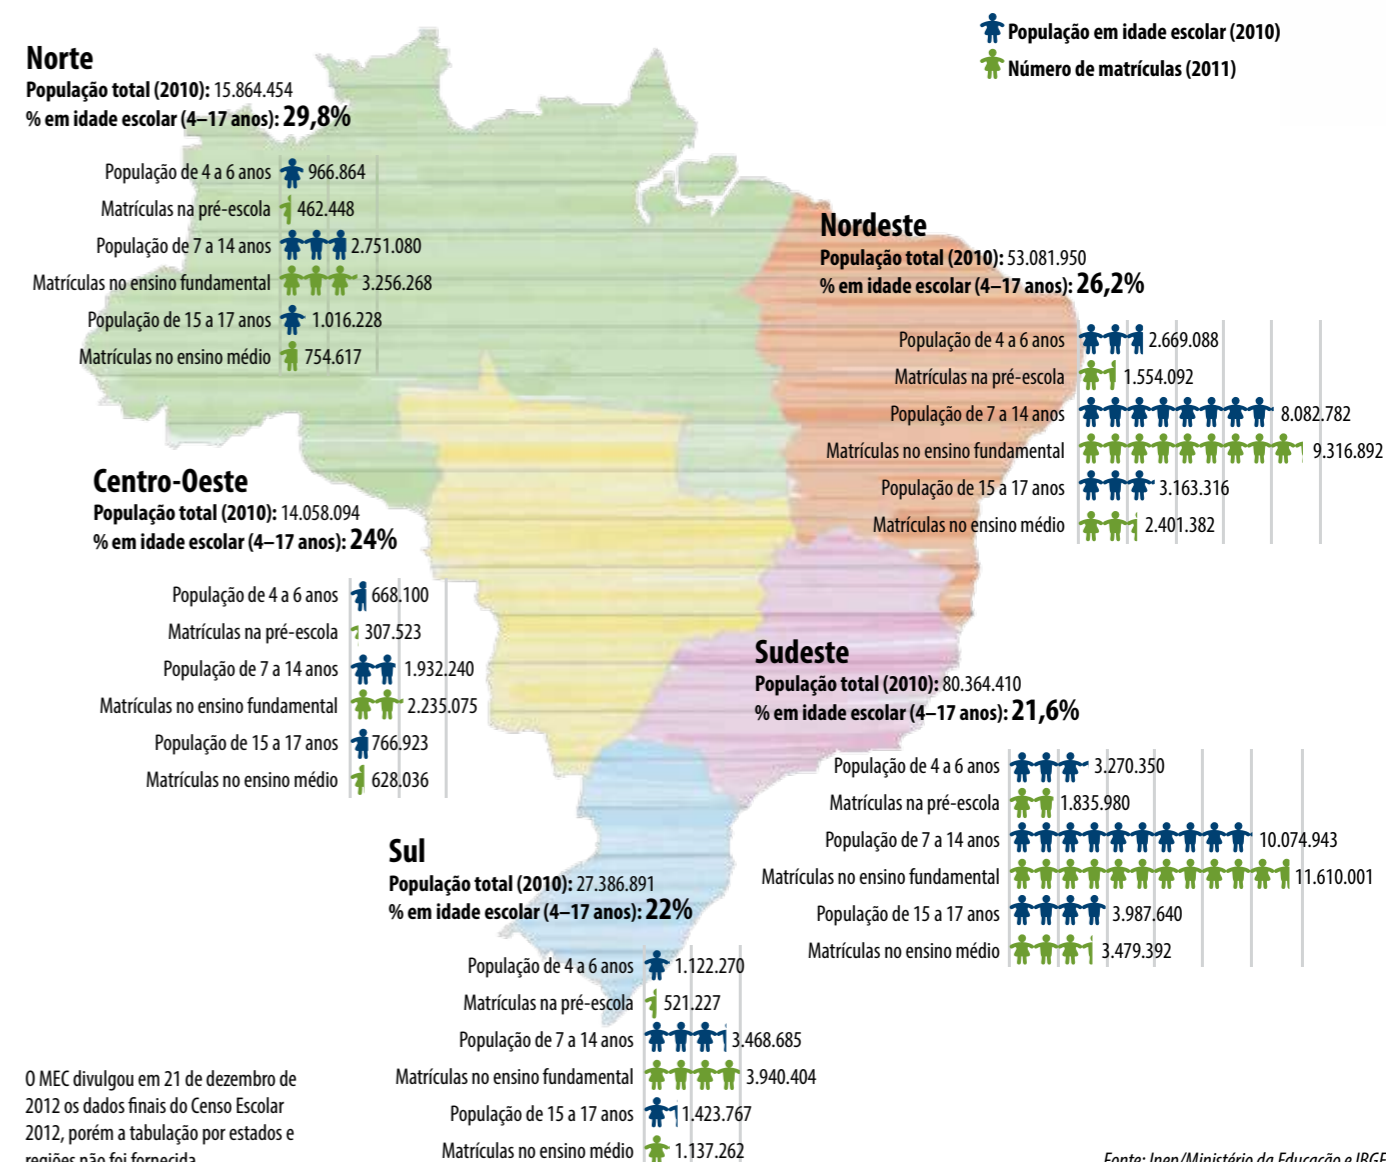 População em idade escolar (2010)
Número de matrículas (2011)
Norte
População total (2010): 15.864.454
% em idade escolar (4–17 anos): 29,8%
População de 4 a 6 anos 966.864
Matrículas na pré-escola 462.448
População de 7 a 14 anos 2.751.080
Matrículas no ensino fundamental 3.256.268
População de 15 a 17 anos 1.016.228
Matrículas no ensino médio 754.617
Nordeste
População total (2010): 53.081.950
% em idade escolar (4–17 anos): 26,2%
População de 4 a 6 anos 2.669.088
Matrículas na pré-escola 1.554.092
População de 7 a 14 anos 8.082.782
Matrículas no ensino fundamental 9.316.892
População de 15 a 17 anos 3.163.316
Matrículas no ensino médio 2.401.382
Centro-Oeste
População total (2010): 14.058.094
% em idade escolar (4–17 anos): 24%
População de 4 a 6 anos 668.100
Matrículas na pré-escola 307.523
População de 7 a 14 anos 1.932.240
Matrículas no ensino fundamental 2.235.075
População de 15 a 17 anos 766.923
Matrículas no ensino médio 628.036
Sudeste
População total (2010): 80.364.410
% em idade escolar (4–17 anos): 21,6%
População de 4 a 6 anos 3.270.350
Matrículas na pré-escola 1.835.980
População de 7 a 14 anos 10.074.943
Matrículas no ensino fundamental 11.610.001
População de 15 a 17 anos 3.987.640
Matrículas no ensino médio 3.479.392
Sul
População total (2010): 27.386.891
% em idade escolar (4–17 anos): 22%
População de 4 a 6 anos 1.122.270
Matrículas na pré-escola 521.227
População de 7 a 14 anos 3.468.685
Matrículas no ensino fundamental 3.940.404
População de 15 a 17 anos 1.423.767
Matrículas no ensino médio 1.137.262
O MEC divulgou em 21 de dezembro de
2012 os dados finais do Censo Escolar
2012, porém a tabulação por estados e
regiões não foi fornecida
Fonte: Inep/Ministério da Educação e IBGE